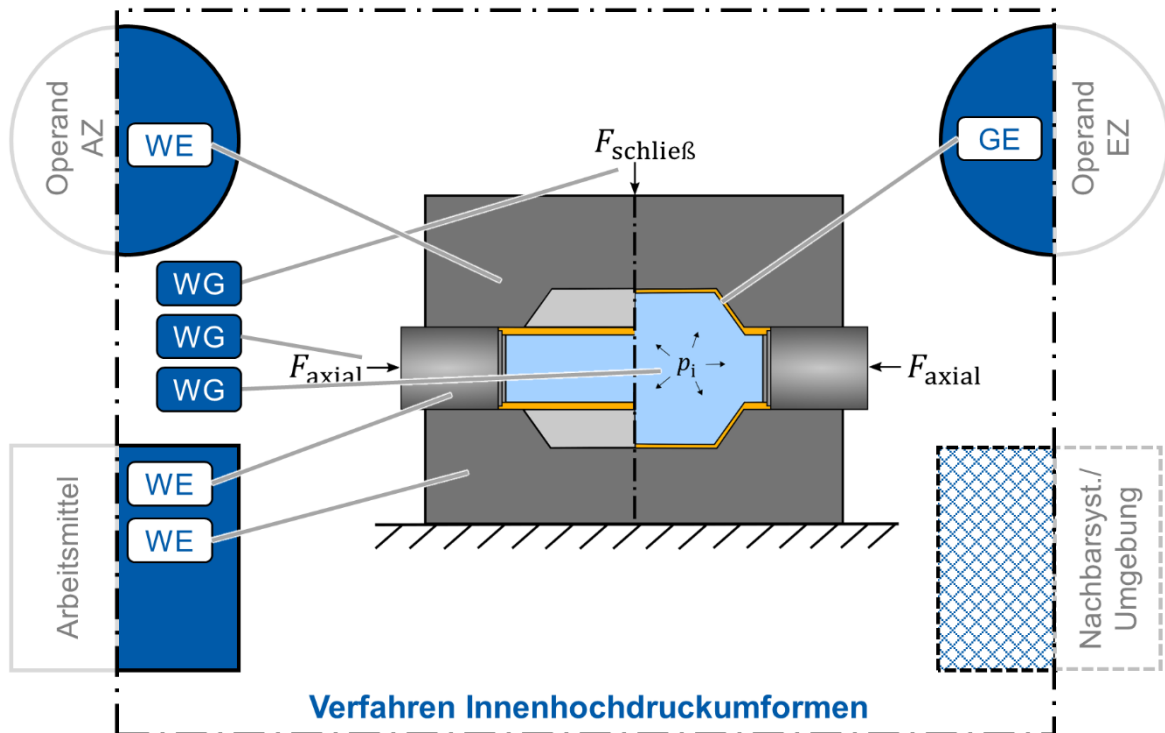 Operand
AZ
WE
GE
Operand
EZ
F_schließ
WG
WG
WG
F_axial
p_i
F_axial
Arbeitsmittel
WE
WE
Nachbarsyst./
Umgebung
Verfahren Innenhochdruckumformen